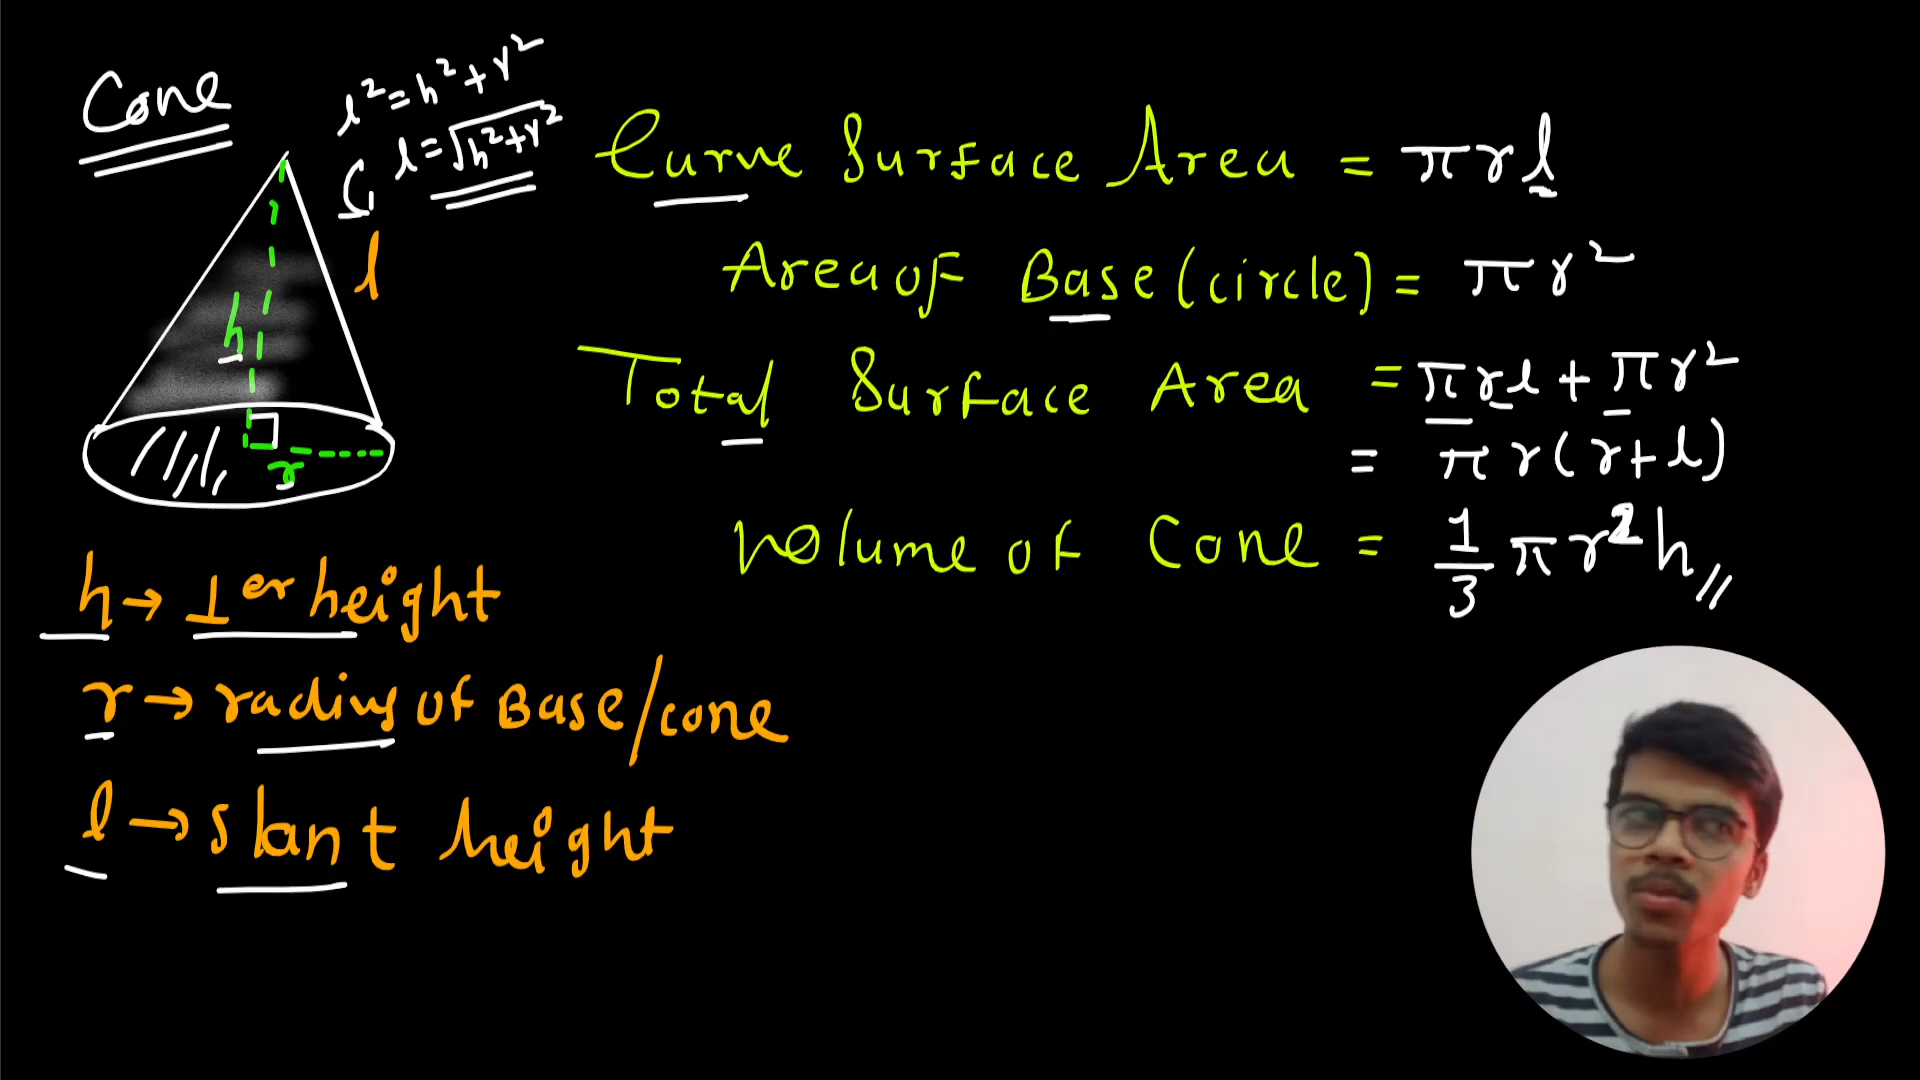 Cone
l² = h² + r²
l = √h² + r²
l
h
r
Curve Surface Area = πrl
Area of Base (circle) = πr²
Total Surface Area = πrl + πr²
= πr(r+l)
Volume of Cone = 1/3 πr²h //
h → ⊥er height
r → radius of Base/cone
l → slant height